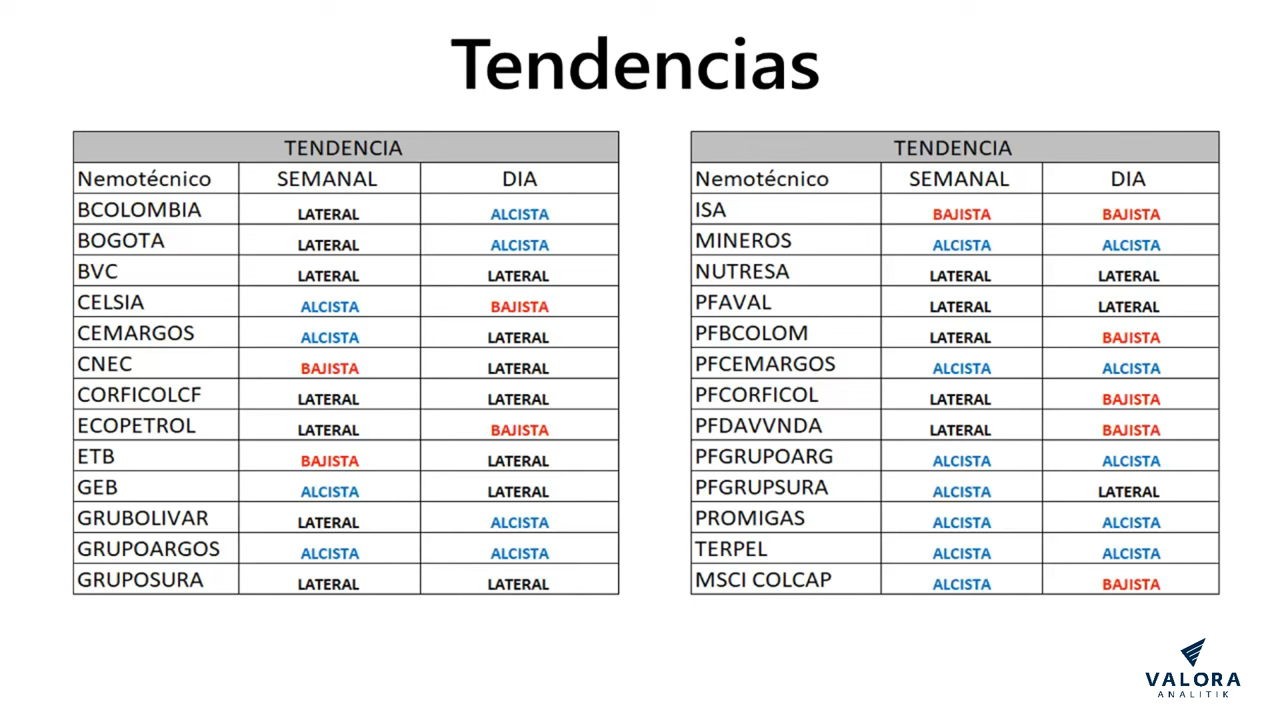 Tendencias
TENDENCIA
Nemotécnico SEMANAL DIA
BCOLOMBIA LATERAL ALCISTA
BOGOTA LATERAL ALCISTA
BVC LATERAL LATERAL
CELSIA ALCISTA BAJISTA
CEMARGOS ALCISTA LATERAL
CNEC BAJISTA LATERAL
CORFICOLCF LATERAL LATERAL
ECOPETROL LATERAL BAJISTA
ETB BAJISTA LATERAL
GEB ALCISTA LATERAL
GRUBOLIVAR LATERAL ALCISTA
GRUPOARGOS ALCISTA ALCISTA
GRUPOSURA LATERAL LATERAL
TENDENCIA
Nemotécnico SEMANAL DIA
ISA BAJISTA BAJISTA
MINEROS ALCISTA ALCISTA
NUTRESA LATERAL LATERAL
PFAVAL LATERAL LATERAL
PFBCOLOM LATERAL BAJISTA
PFCEMARGOS ALCISTA ALCISTA
PFCORFICOL LATERAL BAJISTA
PFDAVVNDA LATERAL BAJISTA
PFGRUPOARG ALCISTA ALCISTA
PFGRUPSURA ALCISTA LATERAL
PROMIGAS ALCISTA ALCISTA
TERPEL ALCISTA ALCISTA
MSCI COLCAP ALCISTA BAJISTA
VALORA
ANALITIK